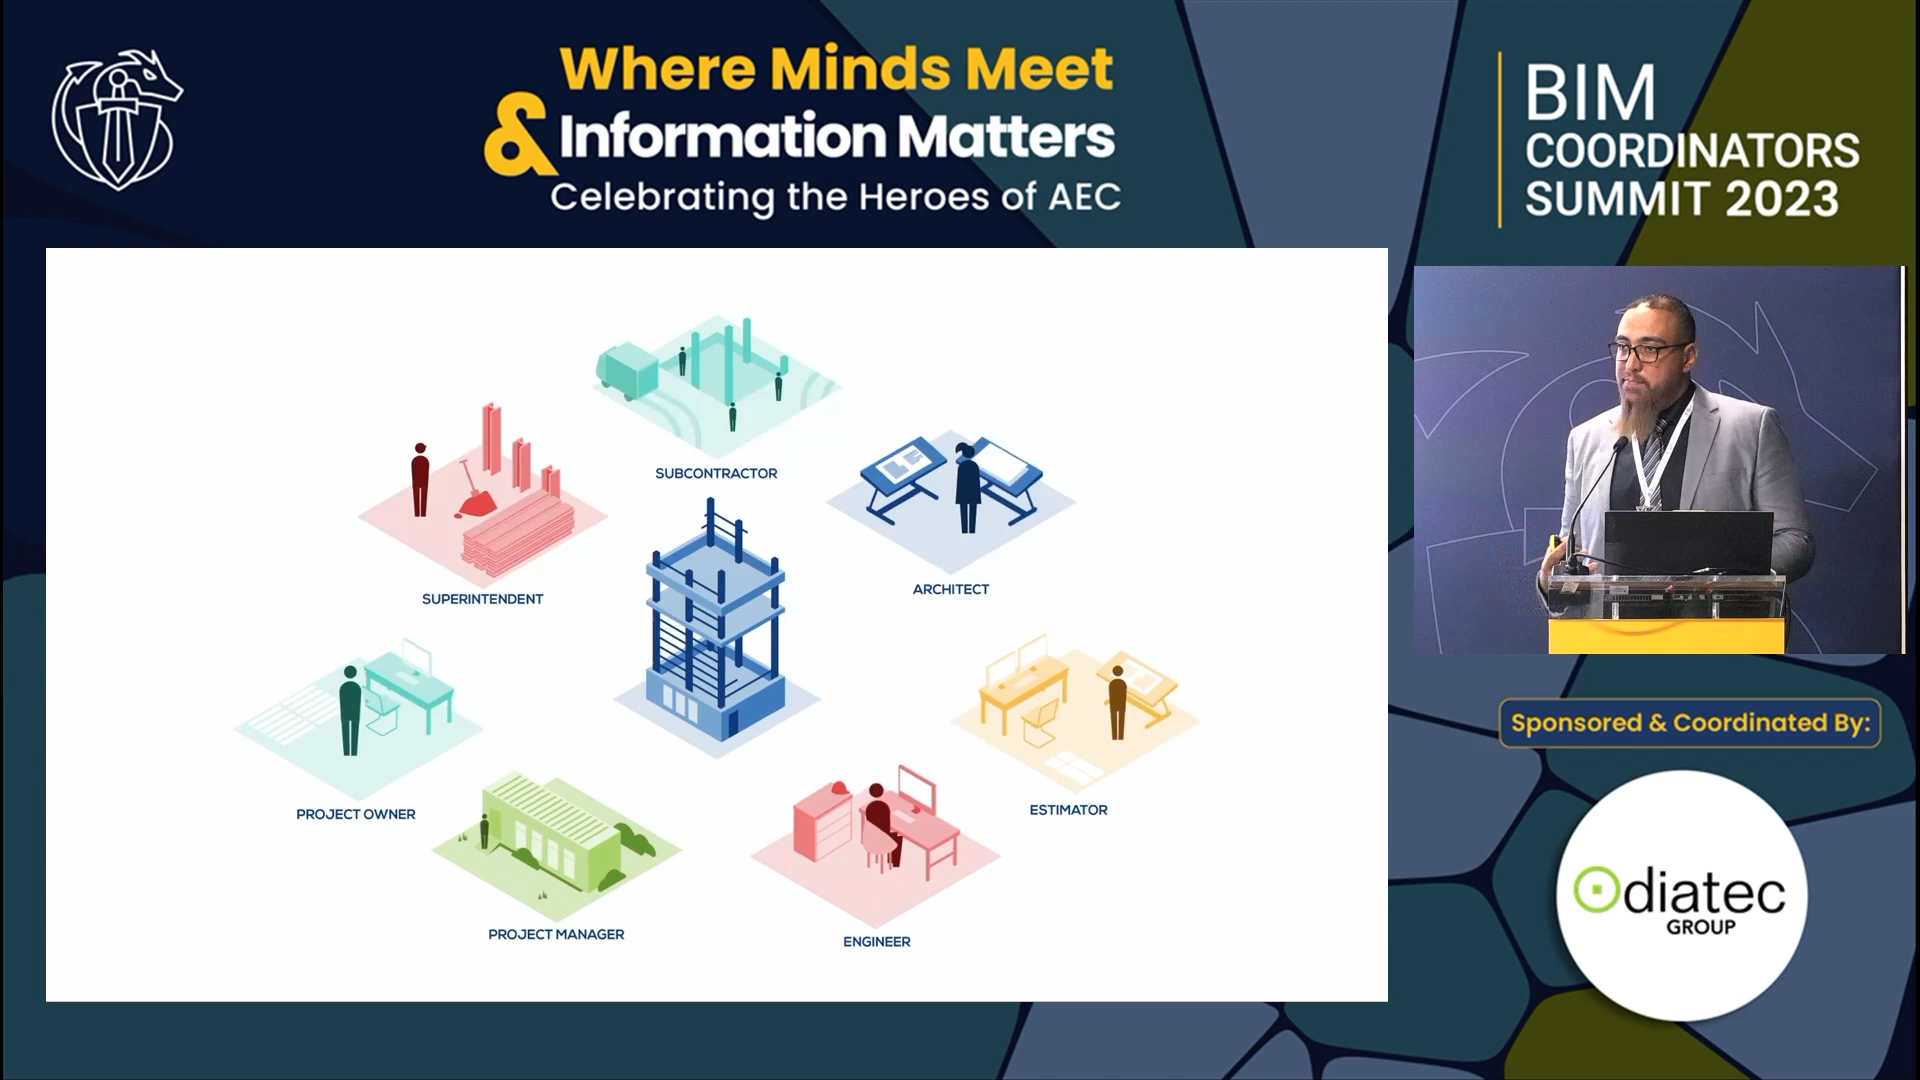 Where Minds Meet
& Information Matters
Celebrating the Heroes of AEC
BIM
COORDINATORS
SUMMIT 2023
SUBCONTRACTOR
SUPERINTENDENT
ARCHITECT
PROJECT OWNER
ESTIMATOR
PROJECT MANAGER
ENGINEER
Sponsored & Coordinated By:
diatec
GROUP